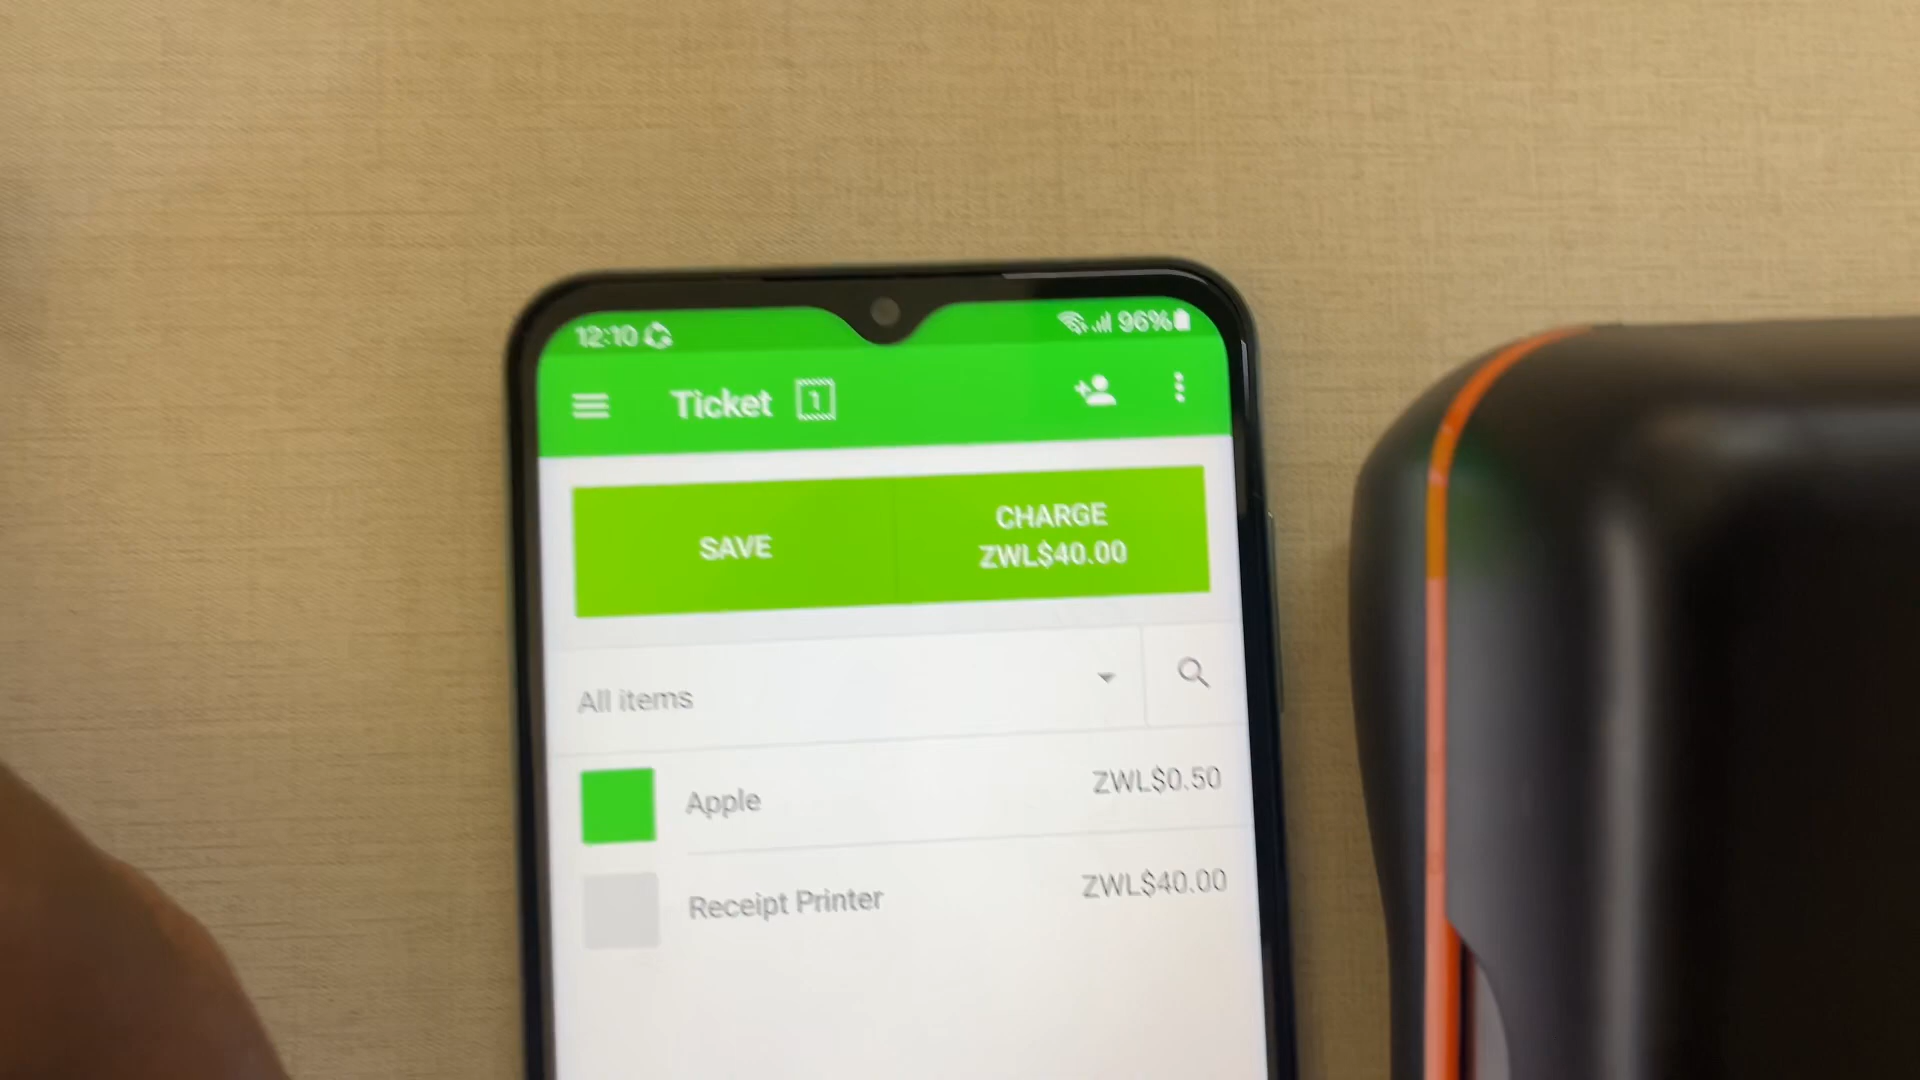 12:10
96%
Ticket 1
SAVE
CHARGE
ZWL$40.00
All items
Apple
ZWL$0.50
Receipt Printer
ZWL$40.00